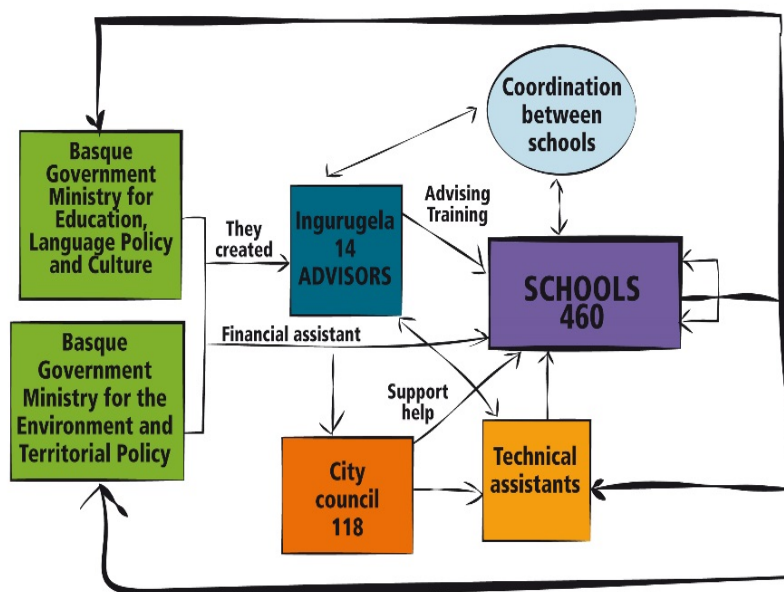 Basque
Government
Ministry for
Education,
Language Policy
and Culture
Basque
Government
Ministry for the
Environment and
Territorial Policy
They
created
Financial assistant
Ingurugela
14
ADVISORS
Advising
Training
Coordination
between
schools
SCHOOLS
460
Support
help
City
council
118
Technical
assistants